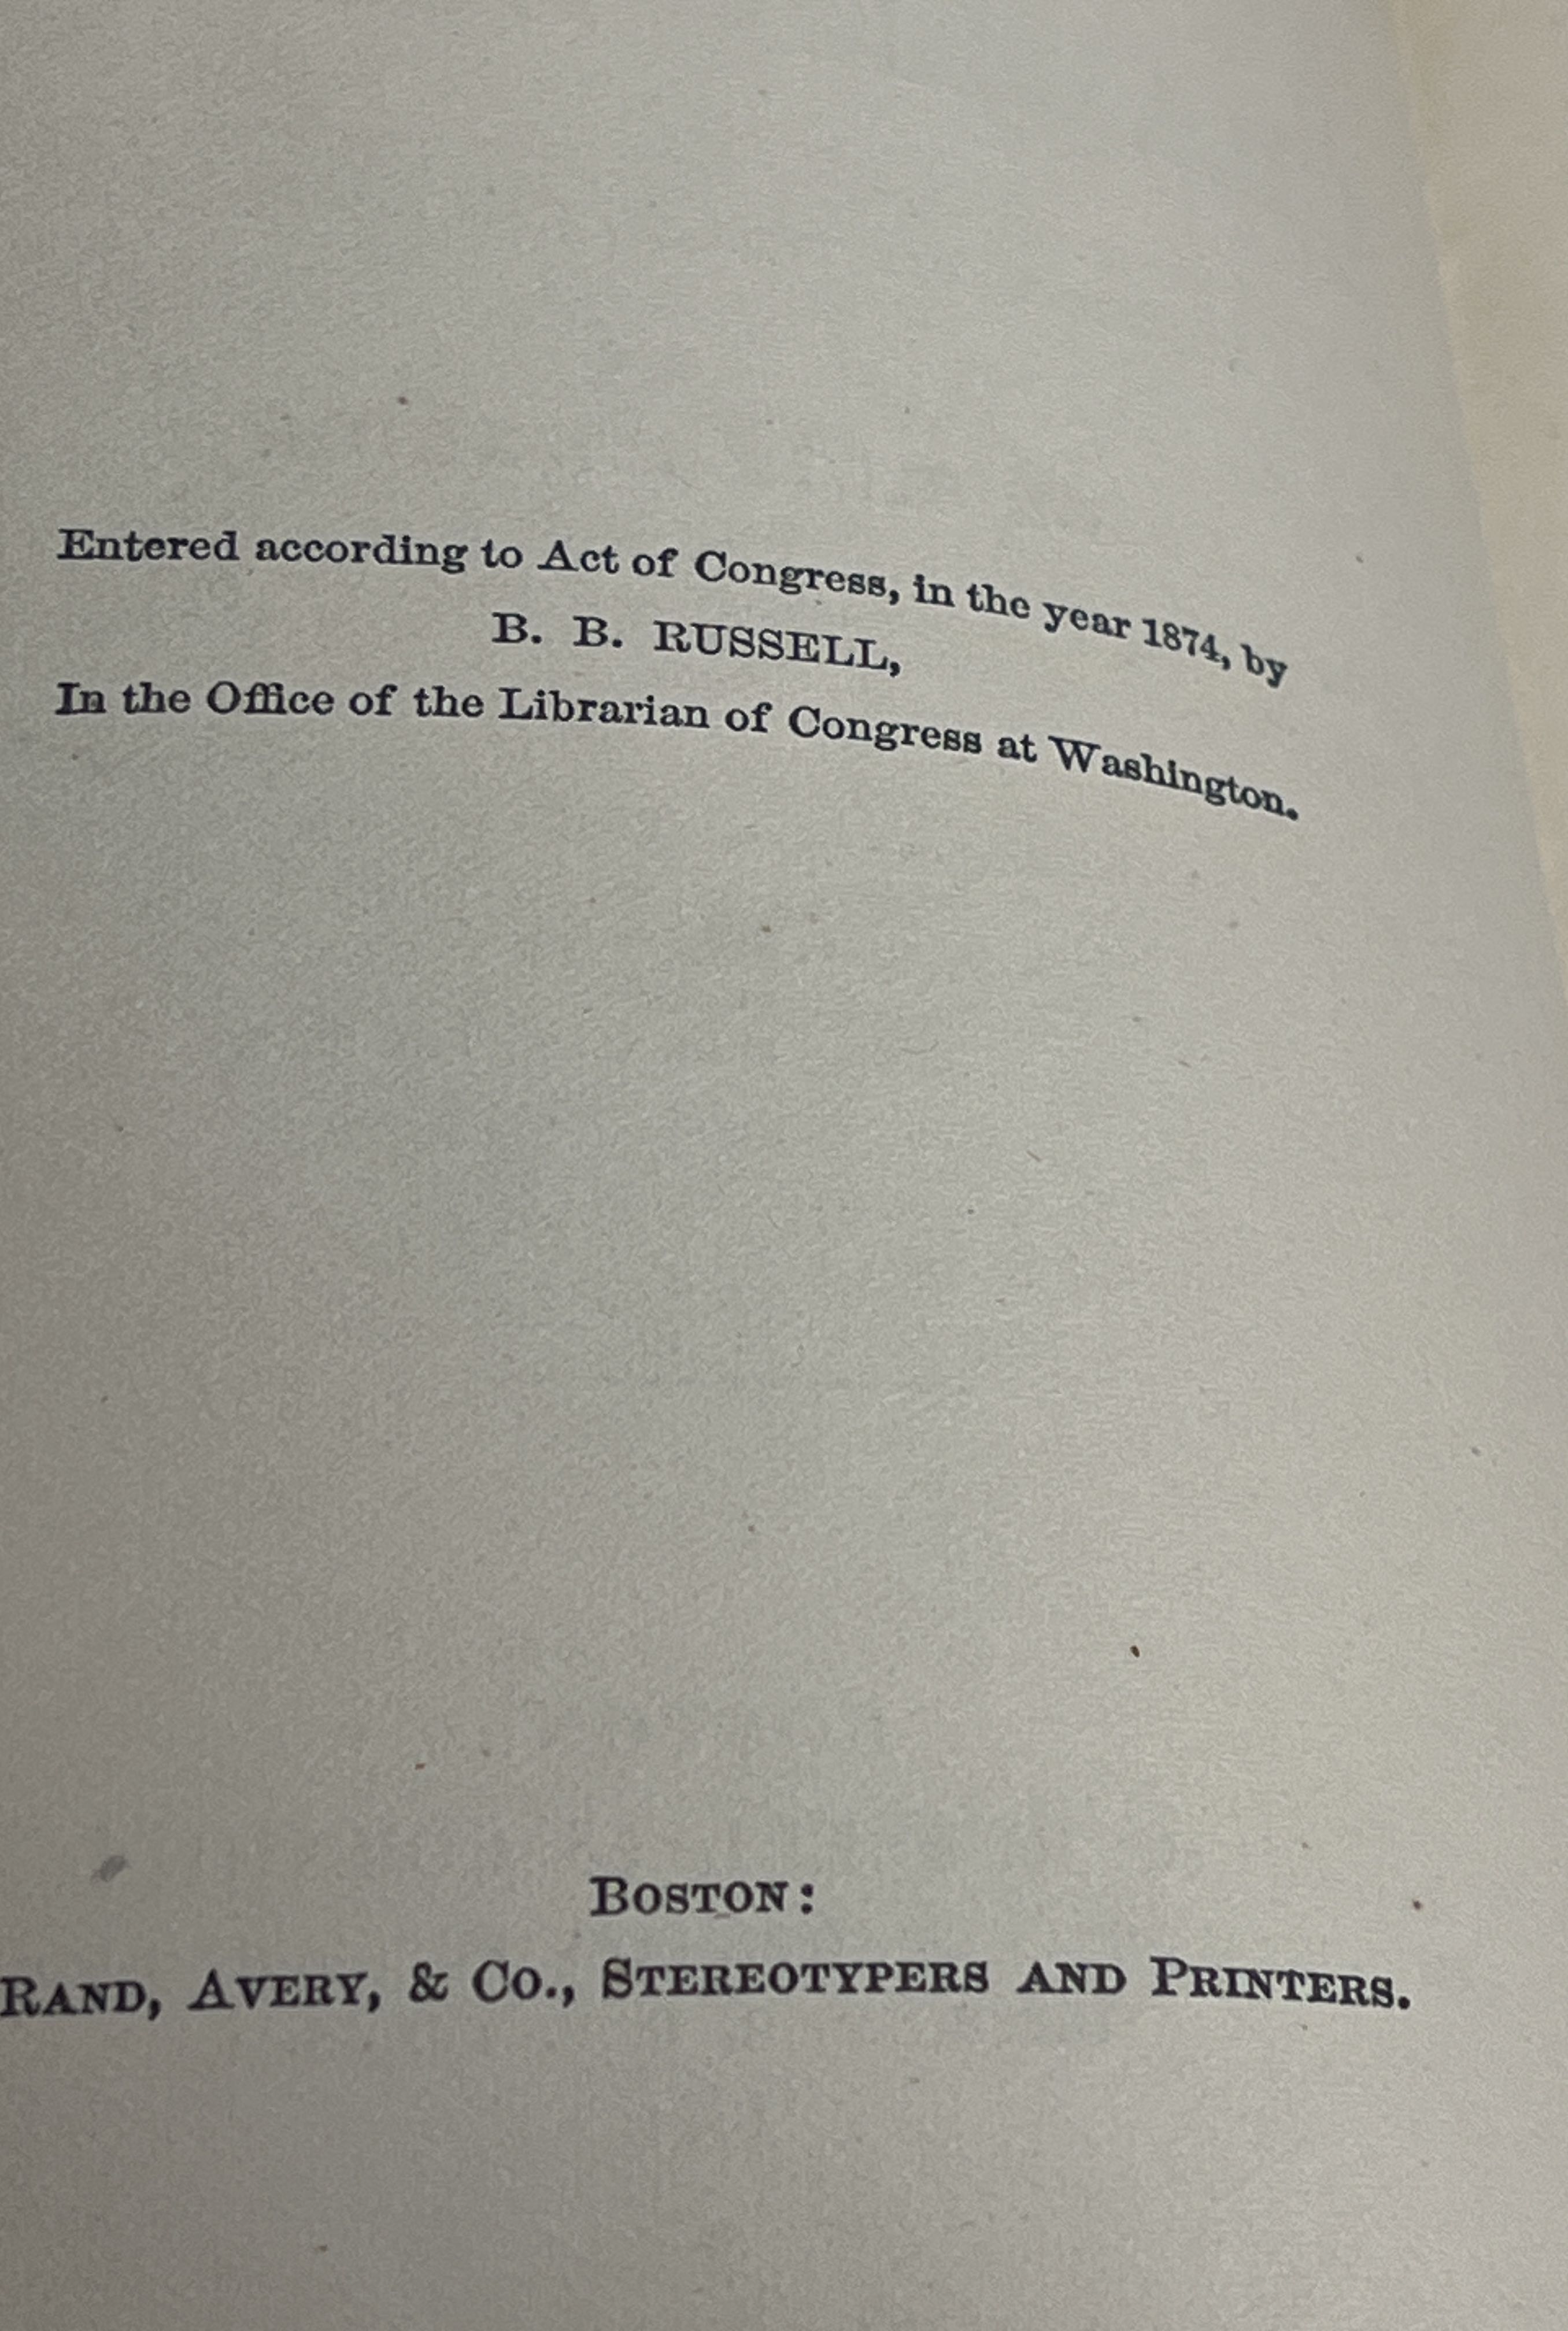 Entered according to Act of Congress, in the year 1874, by
B. B. RUSSELL,
In the Office of the Librarian of Congress at Washington.
BOSTON:
RAND, AVERY, & CO., STEREOTYPERS AND PRINTERS.